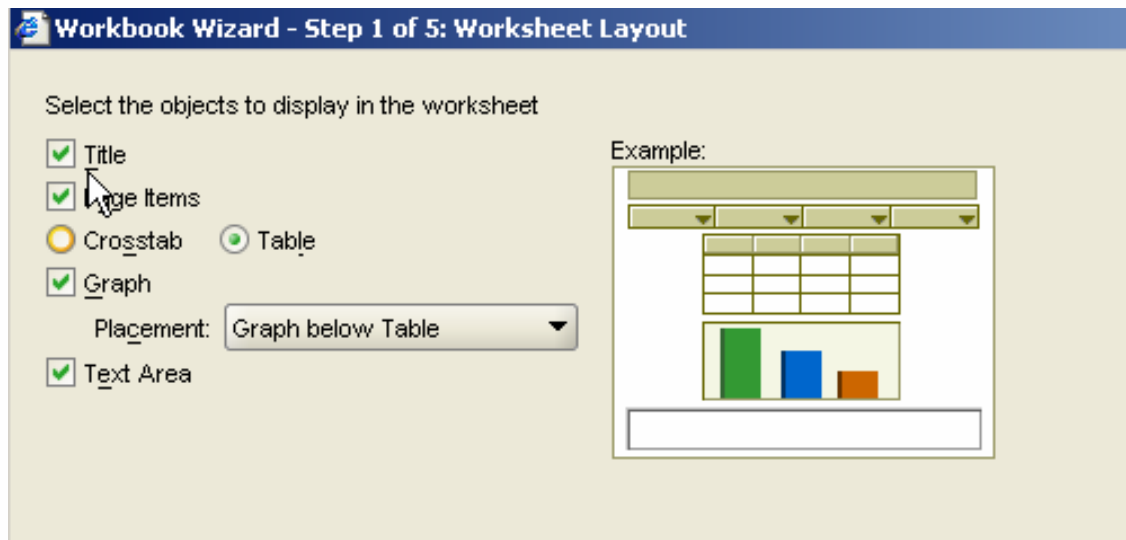 Workbook Wizard - Step 1 of 5: Worksheet Layout
Select the objects to display in the worksheet
Title
Items
Crosstab Table
Graph
Placement: Graph below Table
Text Area
Example: